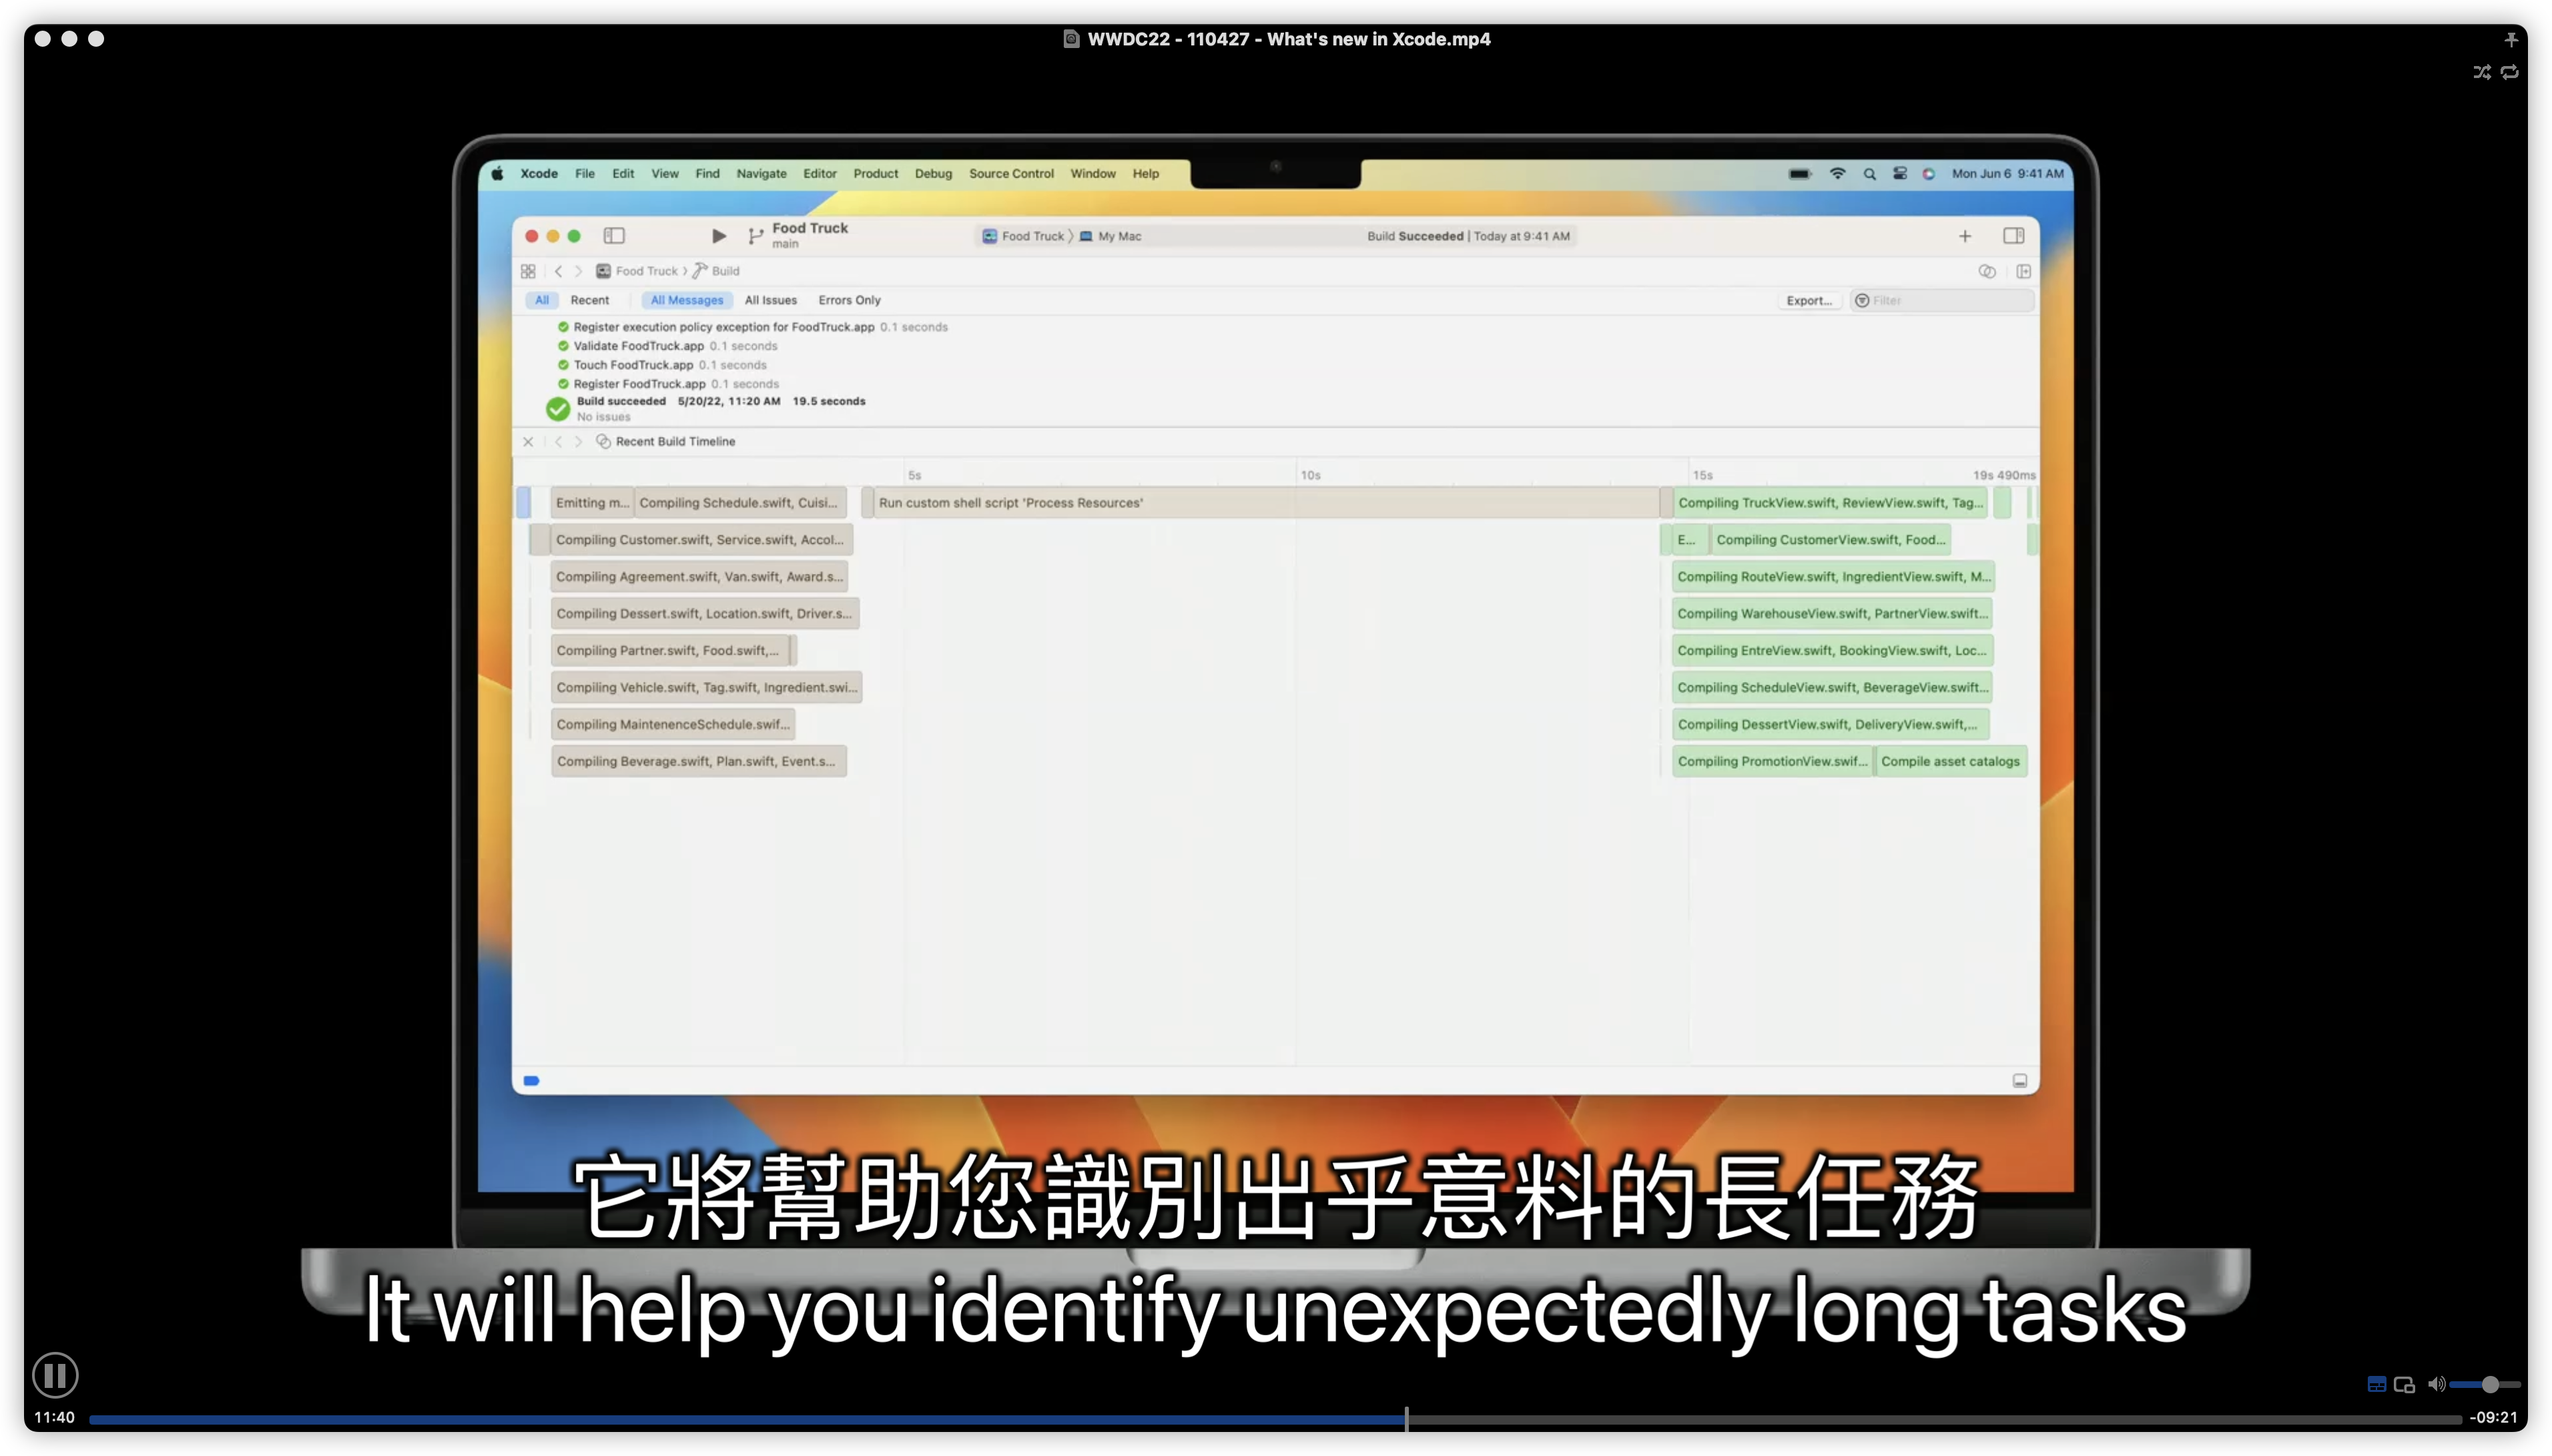 WWDC22 - 110427 - What's new in Xcode.mp4
Xcode File Edit View Find Navigate Editor Product Debug Source Control Window Help Mon Jun 6 9:41 AM
Food Truck
main
Food Truck 〉 My Mac Build Succeeded | Today at 9:41 AM
Food Truck 〉 Build
All Recent All Messages All Issues Errors Only Export... Filter
Register execution policy exception for FoodTruck.app 0.1 seconds
Validate FoodTruck.app 0.1 seconds
Touch FoodTruck.app 0.1 seconds
Register FoodTruck.app 0.1 seconds
Build succeeded 5/20/22, 11:20 AM 19.5 seconds
No issues
Recent Build Timeline
5s 10s 15s 19s 490ms
Emitting m... Compiling Schedule.swift, Cuisi... Run custom shell script 'Process Resources' Compiling TruckView.swift, ReviewView.swift, Tag...
Compiling Customer.swift, Service.swift, Accol... E... Compiling CustomerView.swift, Food...
Compiling Agreement.swift, Van.swift, Award.s... Compiling RouteView.swift, IngredientView.swift, M...
Compiling Dessert.swift, Location.swift, Driver.s... Compiling WarehouseView.swift, PartnerView.swift...
Compiling Partner.swift, Food.swift,... Compiling EntreView.swift, BookingView.swift, Loc...
Compiling Vehicle.swift, Tag.swift, Ingredient.swi... Compiling ScheduleView.swift, BeverageView.swift...
Compiling MaintenenceSchedule.swif... Compiling DessertView.swift, DeliveryView.swift,...
Compiling Beverage.swift, Plan.swift, Event.s... Compiling PromotionView.swif... Compile asset catalogs
它將幫助您識別出乎意料的長任務
It will help you identify unexpectedly long tasks
11:40 -09:21